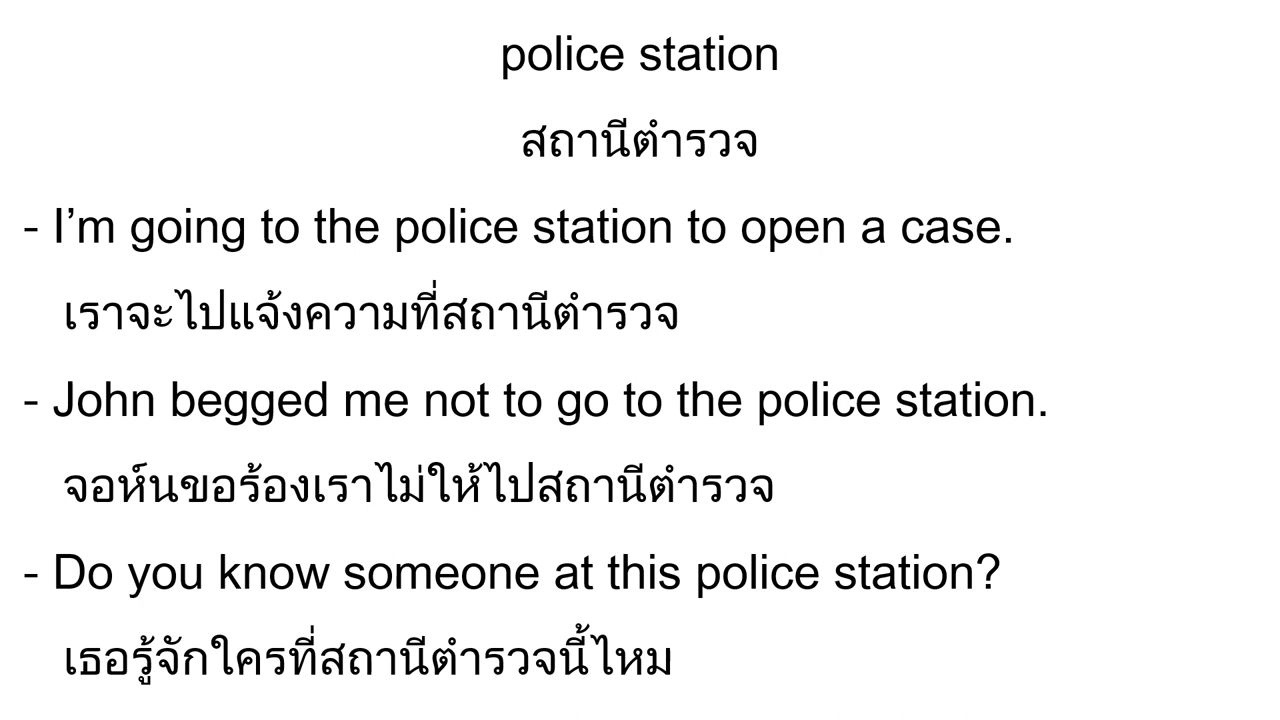 police station
สถานีตำรวจ
- I’m going to the police station to open a case.
เราจะไปแจ้งความที่สถานีตำรวจ
- John begged me not to go to the police station.
จอห์นขอร้องเราไม่ให้ไปสถานีตำรวจ
- Do you know someone at this police station?
เธอรู้จักใครที่สถานีตำรวจนี้ไหม